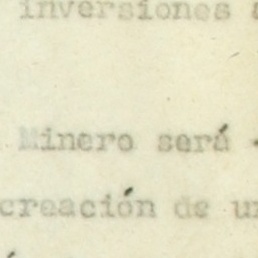 inversiones
Minero será
creación de un